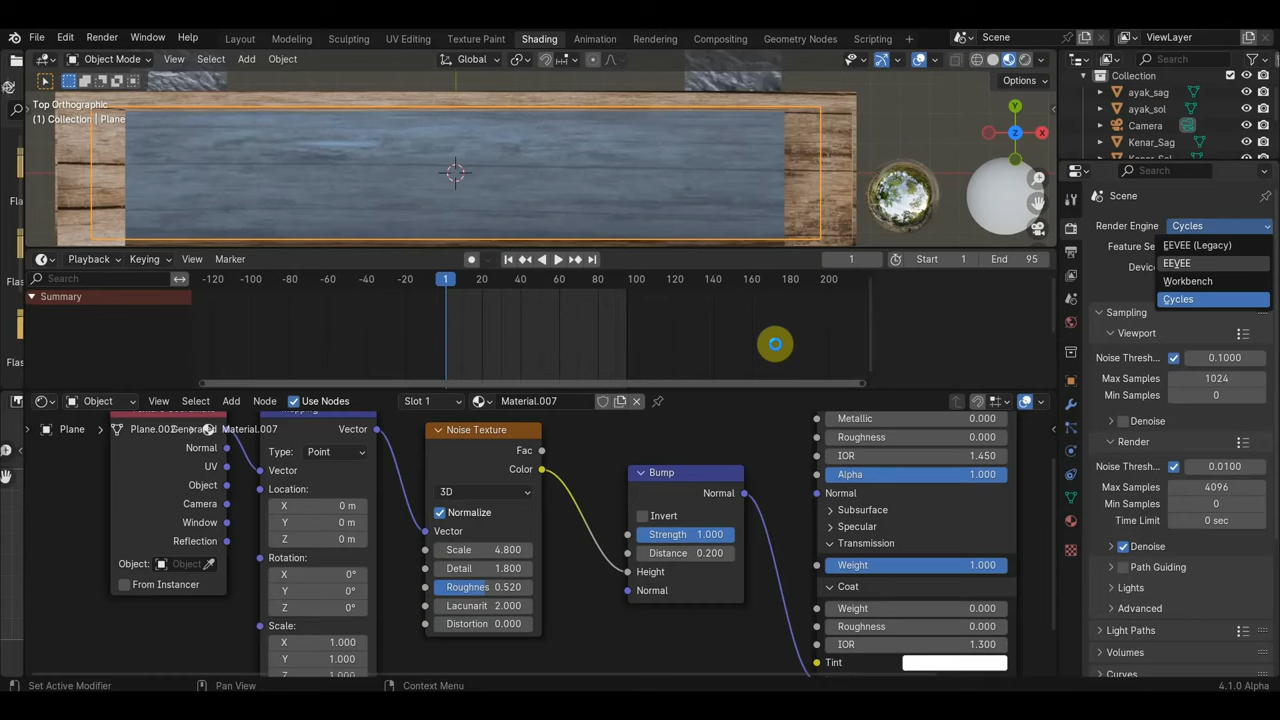 File Edit Render Window Help Layout Modeling Sculpting UV Editing Texture Paint Shading Animation Rendering Compositing Geometry Nodes Scripting Scene ViewLayer
Object Mode View Select Add Object Global
Options
Top Orthographic
(1) Collection | Plane
Y
Z
Collection
ayak_sag
ayak_sol
Camera
Kenar_Sag
Search
Scene
Render Engine Cycles
EEVEE (Legacy)
EEVEE
Workbench
Cycles
Sampling
Viewport
Noise Thresh... 0.1000
Max Samples 1024
Min Samples 0
Denoise
Render
Noise Thresh... 0.0100
Max Samples 4096
Min Samples 0
Time Limit 0 sec
Denoise
Path Guiding
Lights
Advanced
Light Paths
Volumes
Curves
Playback Keying View Marker 1 Start 1 End 95
Search -120 -100 -80 -60 -40 -20 1 20 40 60 80 100 120 140 160 180 200
Summary
Object View Select Add Node Use Nodes Slot 1 Material.007
Plane Material.007
Normal
UV
Object
Camera
Window
Reflection
Object: Object
From Instancer
Vector
Type: Point
Vector
Location:
X 0 m
Y 0 m
Z 0 m
Rotation:
X 0°
Y 0°
Z 0°
Scale:
X 1.000
Y 1.000
Noise Texture
Fac
Color
3D
Normalize
Vector
Scale 4.800
Detail 1.800
Roughnes 0.520
Lacunarit 2.000
Distortion 0.000
Bump
Normal
Invert
Strength 1.000
Distance 0.200
Height
Normal
Metallic 0.000
Roughness 0.000
IOR 1.450
Alpha 1.000
Normal
Subsurface
Specular
Transmission
Weight 1.000
Coat
Weight 0.000
Roughness 0.000
IOR 1.300
Tint
Set Active Modifier Pan View Context Menu 4.1.0 Alpha